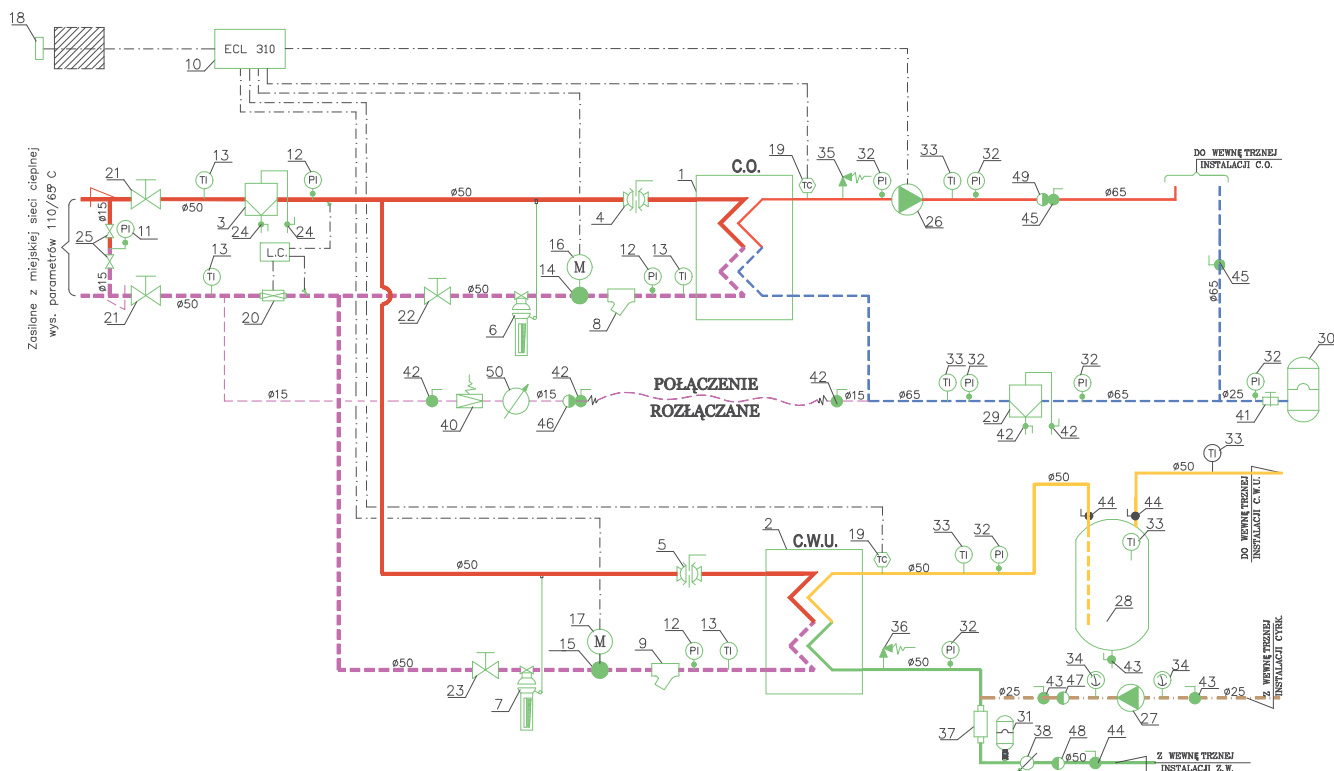 18
ECL 310
10
Zasilane z miejskiej sieci cieplnej
wys. parametrów 110/65° C
21
13
12
TI
PI
ø15
ø50
3
24
24
11
PI
25
ø15
13
TI
L.C.
21
ø50
20
ø50
4
1
C.O.
16
M
14
12
13
PI
TI
22
ø50
6
8
19
TC
35
32
PI
26
33
TI
32
PI
49
45
ø65
DO WEWNĘTRZNEJ
INSTALACJI C.O.
45
ø65
ø15
42
50
42
40
ø15
46
POŁĄCZENIE
ROZŁĄCZANE
42
ø15
ø65
33
32
TI
PI
29
42
42
32
PI
ø65
ø25
32
PI
41
30
33
TI
ø50
DO WEWNĘTRZNEJ
INSTALACJI C.W.U.
ø50
44
44
33
TI
28
43
ø50
5
2
C.W.U.
19
TC
33
TI
32
PI
ø50
17
M
15
12
13
PI
TI
9
ø50
23
7
36
ø50
32
PI
Z WEWNĘTRZNEJ
INSTALACJI CYRK.
ø25
43
47
34
27
34
43
ø25
37
31
38
ø50
48
44
Z WEWNĘTRZNEJ
INSTALACJI Z.W.